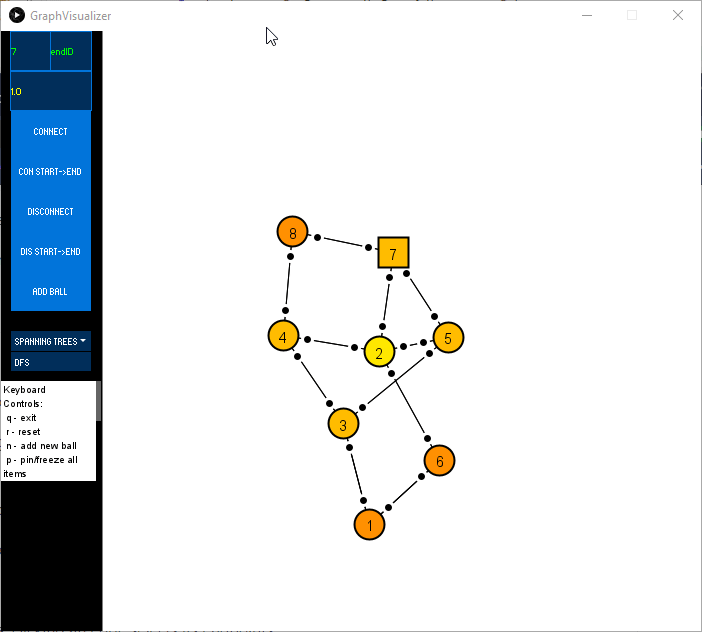 GraphVisualizer
7 endID
1.0
CONNECT
CON START->END
DISCONNECT
DIS START->END
ADD BALL
SPANNING TREES
DFS
Keyboard
Controls:
q - exit
r - reset
n - add new ball
p - pin/freeze all
items
8
7
4
2
5
3
6
1